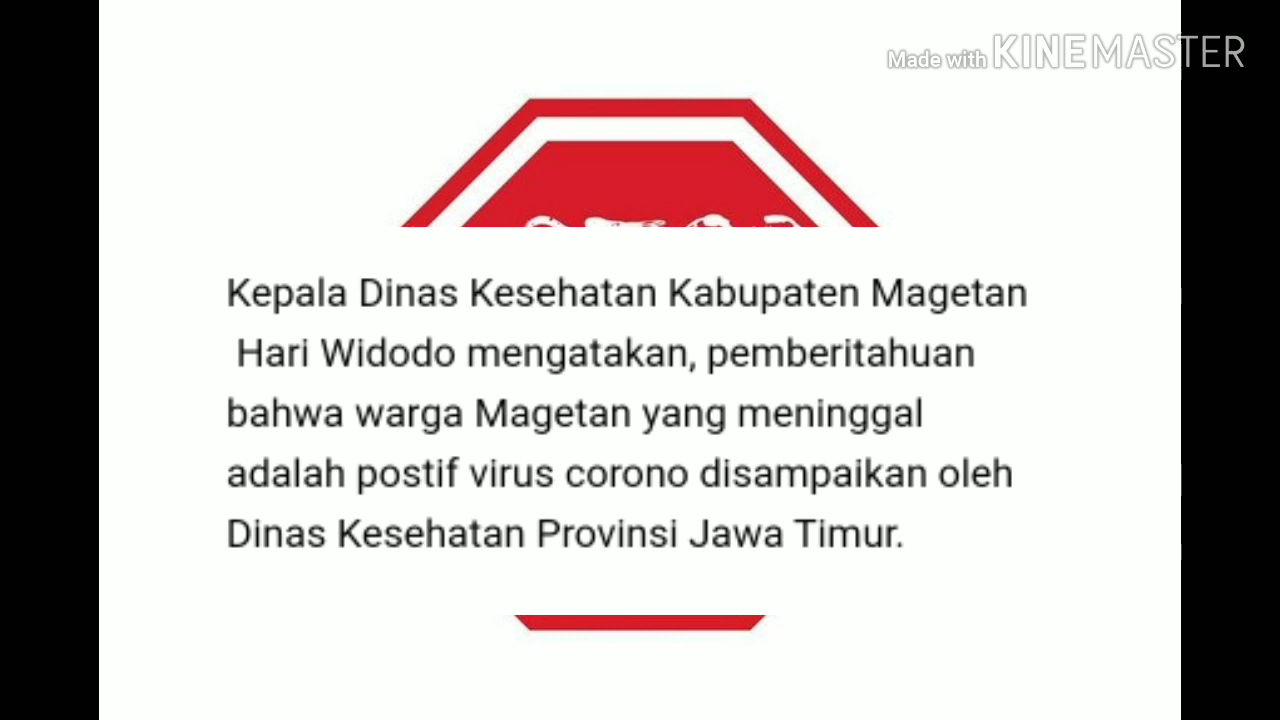 Made with KINEMASTER
Kepala Dinas Kesehatan Kabupaten Magetan
Hari Widodo mengatakan, pemberitahuan
bahwa warga Magetan yang meninggal
adalah postif virus corono disampaikan oleh
Dinas Kesehatan Provinsi Jawa Timur.